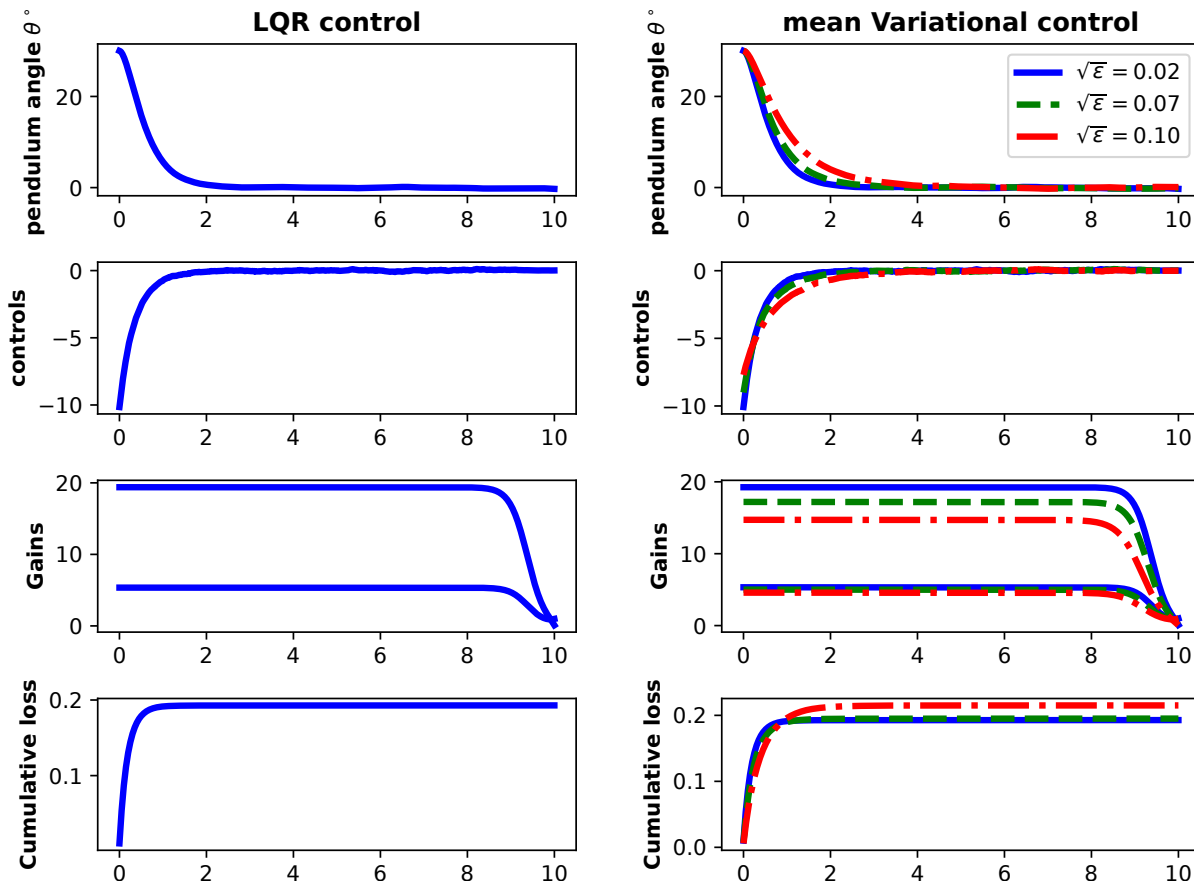 LQR control
pendulum angle θ°
20
0
0 2 4 6 8 10
mean Variational control
pendulum angle θ°
20
0
0 2 4 6 8 10
√ε = 0.02
√ε = 0.07
√ε = 0.10
controls
0
−5
−10
0 2 4 6 8 10
controls
0
−5
−10
0 2 4 6 8 10
Gains
20
10
0
0 2 4 6 8 10
Gains
20
10
0
0 2 4 6 8 10
Cumulative loss
0.2
0.1
0 2 4 6 8 10
Cumulative loss
0.2
0.1
0.0
0 2 4 6 8 10